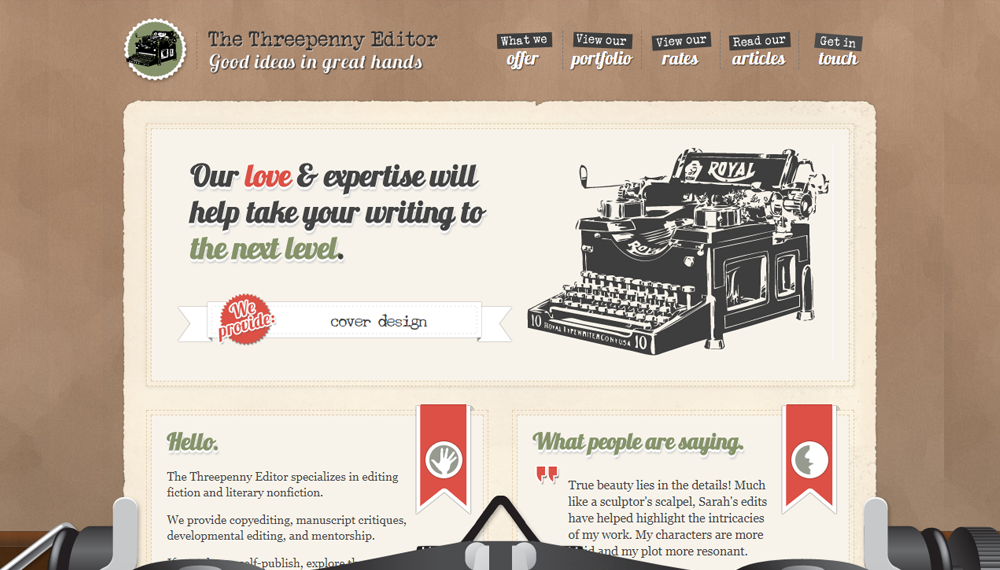 The Threepenny Editor
Good ideas in great hands
What we
offer
View our
portfolio
View our
rates
Read our
articles
Get in
touch
Our love & expertise will
help take your writing to
the next level.
We
provide:
cover design
ROYAL
ROYAL
10 ROYAL TYPEWRITER CO NY USA 10
Hello.
The Threepenny Editor specializes in editing
fiction and literary nonfiction.
We provide copyediting, manuscript critiques,
developmental editing, and mentorship.
self-publish, explore
What people are saying.
True beauty lies in the details! Much
like a sculptor's scalpel, Sarah's edits
have helped highlight the intricacies
of my work. My characters are more
and my plot more resonant.